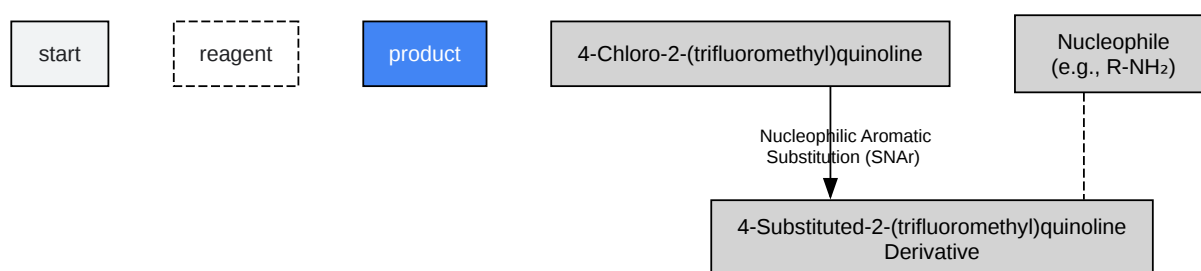 start
reagent
product
4-Chloro-2-(trifluoromethyl)quinoline
Nucleophile
(e.g., R-NH₂)
Nucleophilic Aromatic
Substitution (SNAr)
4-Substituted-2-(trifluoromethyl)quinoline
Derivative